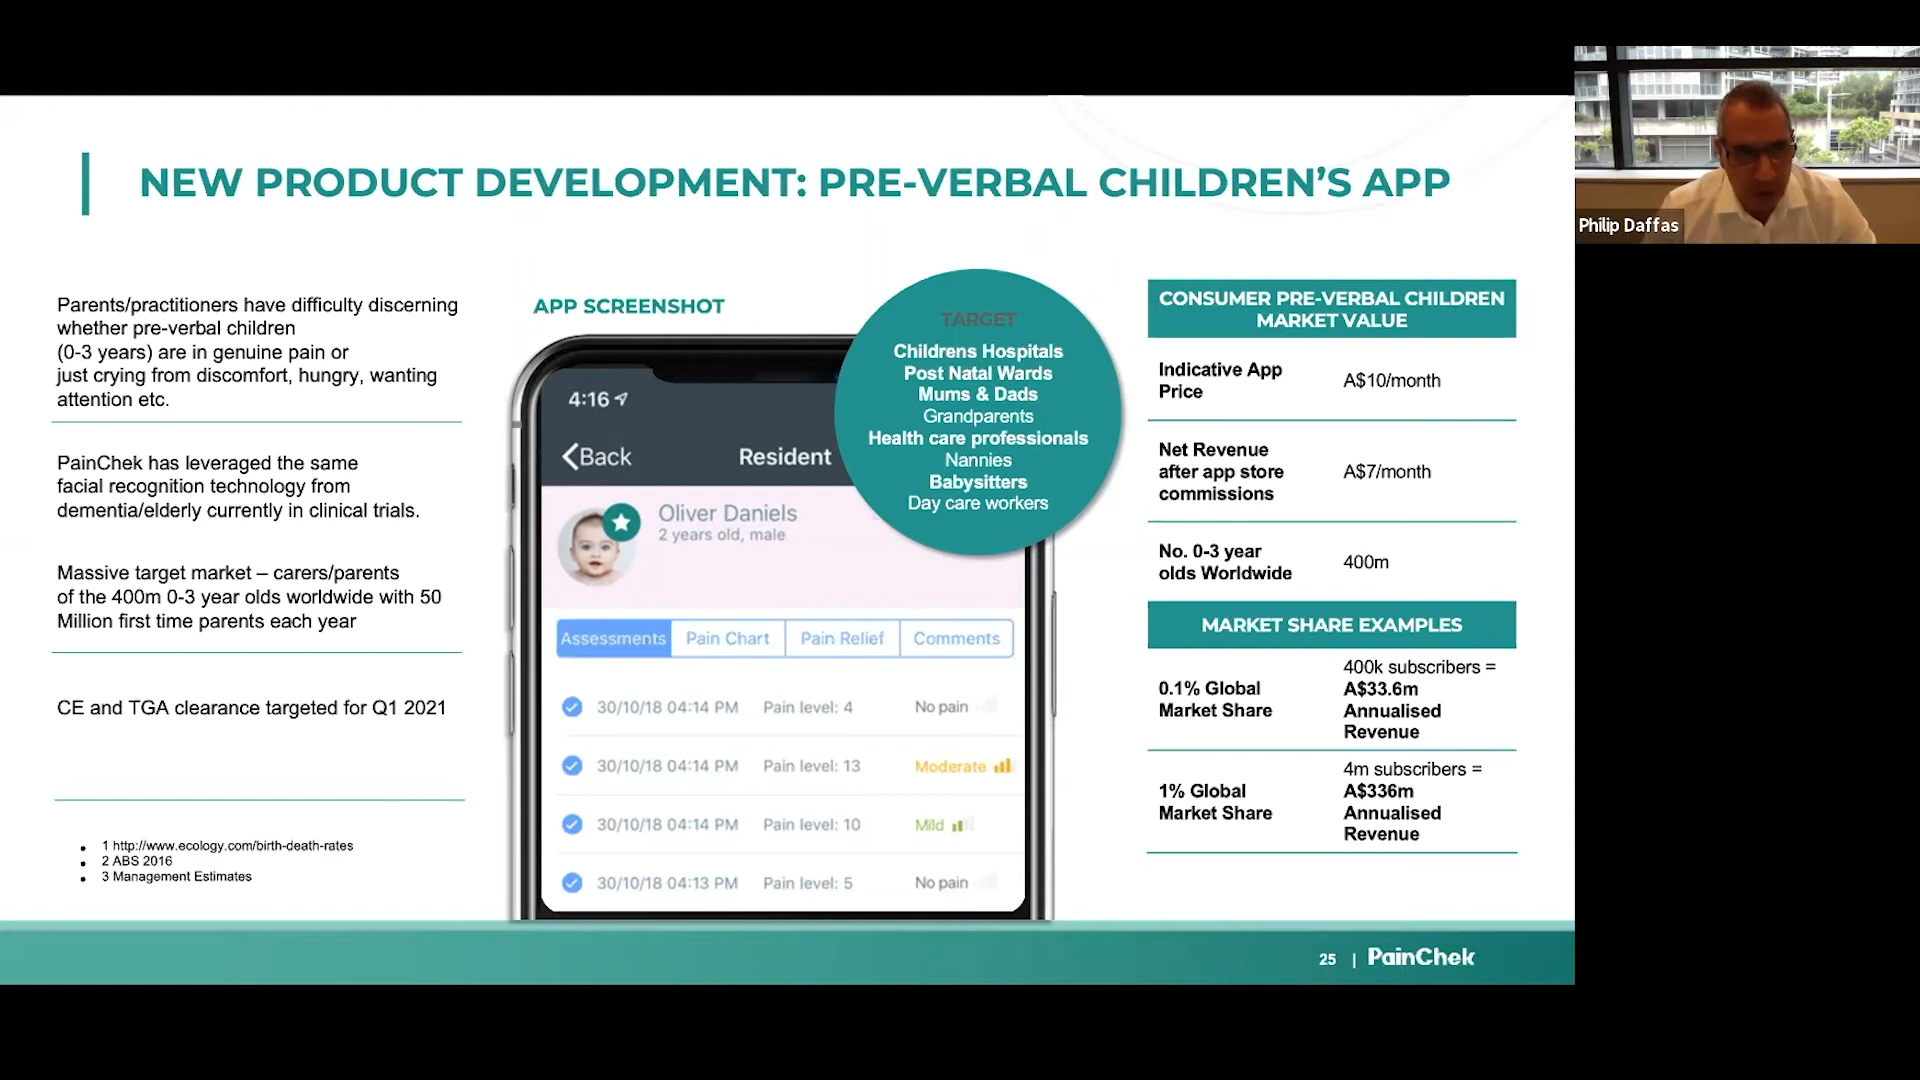 NEW PRODUCT DEVELOPMENT: PRE-VERBAL CHILDREN'S APP
Philip Daffas
Parents/practitioners have difficulty discerning
whether pre-verbal children
(0-3 years) are in genuine pain or
just crying from discomfort, hungry, wanting
attention etc.
PainChek has leveraged the same
facial recognition technology from
dementia/elderly currently in clinical trials.
Massive target market – carers/parents
of the 400m 0-3 year olds worldwide with 50
Million first time parents each year
CE and TGA clearance targeted for Q1 2021
1 http://www.ecology.com/birth-death-rates
2 ABS 2016
3 Management Estimates
APP SCREENSHOT
4:16
Back
Resident
Oliver Daniels
2 years old, male
Assessments Pain Chart Pain Relief Comments
30/10/18 04:14 PM Pain level: 4 No pain
30/10/18 04:14 PM Pain level: 13 Moderate
30/10/18 04:14 PM Pain level: 10 Mild
30/10/18 04:13 PM Pain level: 5 No pain
TARGET
Childrens Hospitals
Post Natal Wards
Mums & Dads
Grandparents
Health care professionals
Nannies
Babysitters
Day care workers
CONSUMER PRE-VERBAL CHILDREN
MARKET VALUE
Indicative App
Price
A$10/month
Net Revenue
after app store
commissions
A$7/month
No. 0-3 year
olds Worldwide
400m
MARKET SHARE EXAMPLES
0.1% Global
Market Share
400k subscribers =
A$33.6m
Annualised
Revenue
1% Global
Market Share
4m subscribers =
A$336m
Annualised
Revenue
25 | PainChek